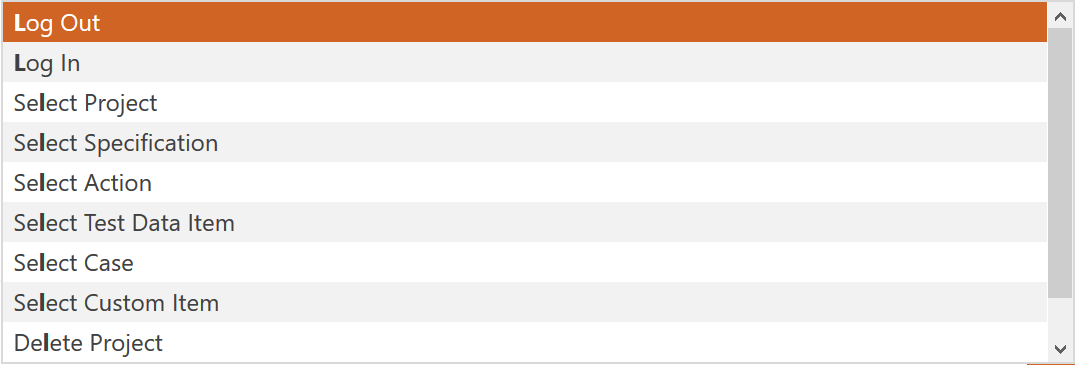 Log Out
Log In
Select Project
Select Specification
Select Action
Select Test Data Item
Select Case
Select Custom Item
Delete Project